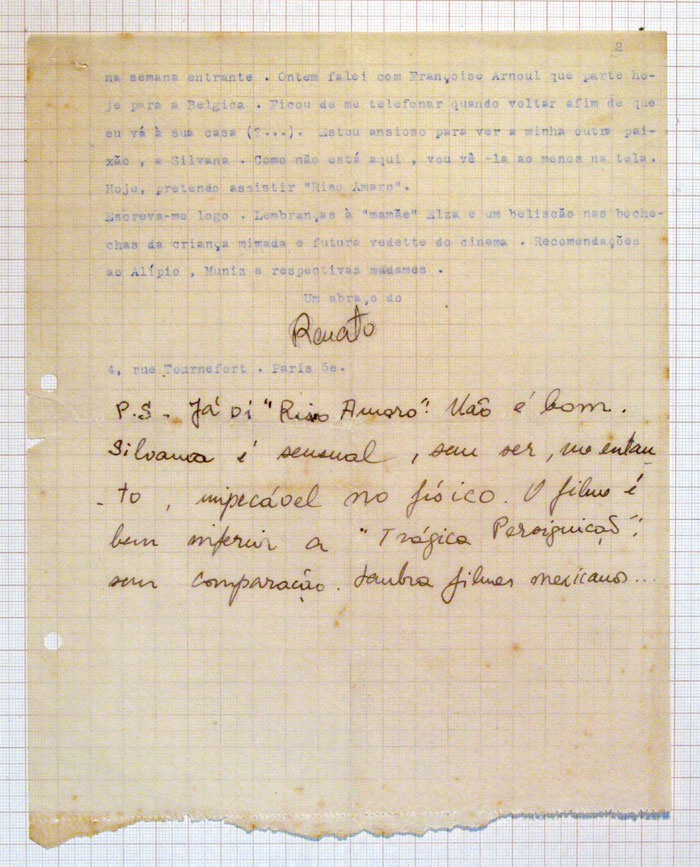 2
na semana entrante . Ontem falei com Françoise Arnoul que parte ho-
je para a Belgica . Ficou de me telefonar quando voltar afim de que
eu vá à sua casa (?...). Estou ansioso para ver a minha outra pai-
xão , a Silvana . Como não está aqui , vou vê -la ao menos na tela.
Hoje, pretendo assistir "Riso Amaro".
Escreva-me logo . Lembran,as à "mamãe" Elza e um beliscão nas boche-
chas da criança mimada e futura vedette do cinema . Recomendações
ao Alípio , Muniz e respectivas madames .
Um abra,o do
Renato
4, rue Tournefort . Paris 5e.
P.S - Já vi "Riso Amaro". Não é bom.
Silvana é sensual , sem ser, no entan-
- to , impecável no físico. O filme é
bem inferior a "Trágica Perseguição",
sem comparação. Lembra filmes mexicanos...